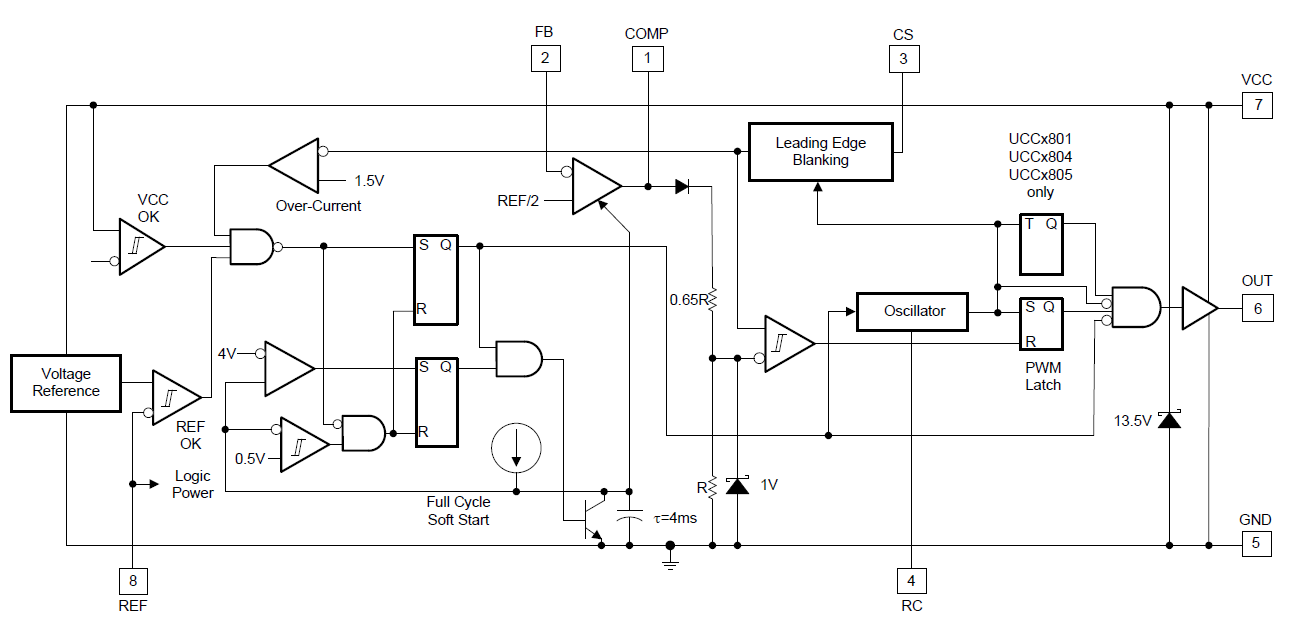 FB
COMP
CS
2
1
3
VCC
7
Leading Edge
Blanking
UCCx801
UCCx804
UCCx805
only
1.5V
Over-Current
VCC
OK
REF/2
S Q
R
T Q
0.65R
Oscillator
S Q
R
PWM
Latch
OUT
6
4V
S Q
R
Voltage
Reference
REF
OK
0.5V
13.5V
Logic
Power
Full Cycle
Soft Start
τ=4ms
R
1V
GND
5
8
REF
4
RC